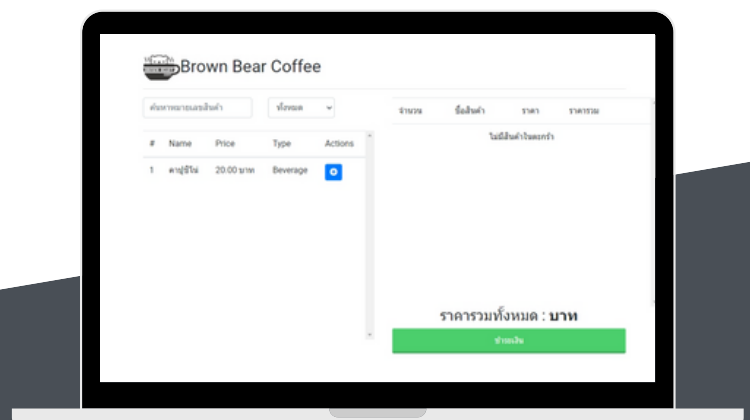 Brown Bear Coffee
ค้นหาหมายเลขสินค้า
ทั้งหมด
# Name Price Type Actions
1 คาปูชิโน่ 20.00 บาท Beverage
จำนวน ชื่อสินค้า ราคา ราคารวม
ไม่มีสินค้าในตะกร้า
ราคารวมทั้งหมด : บาท
ชำระเงิน